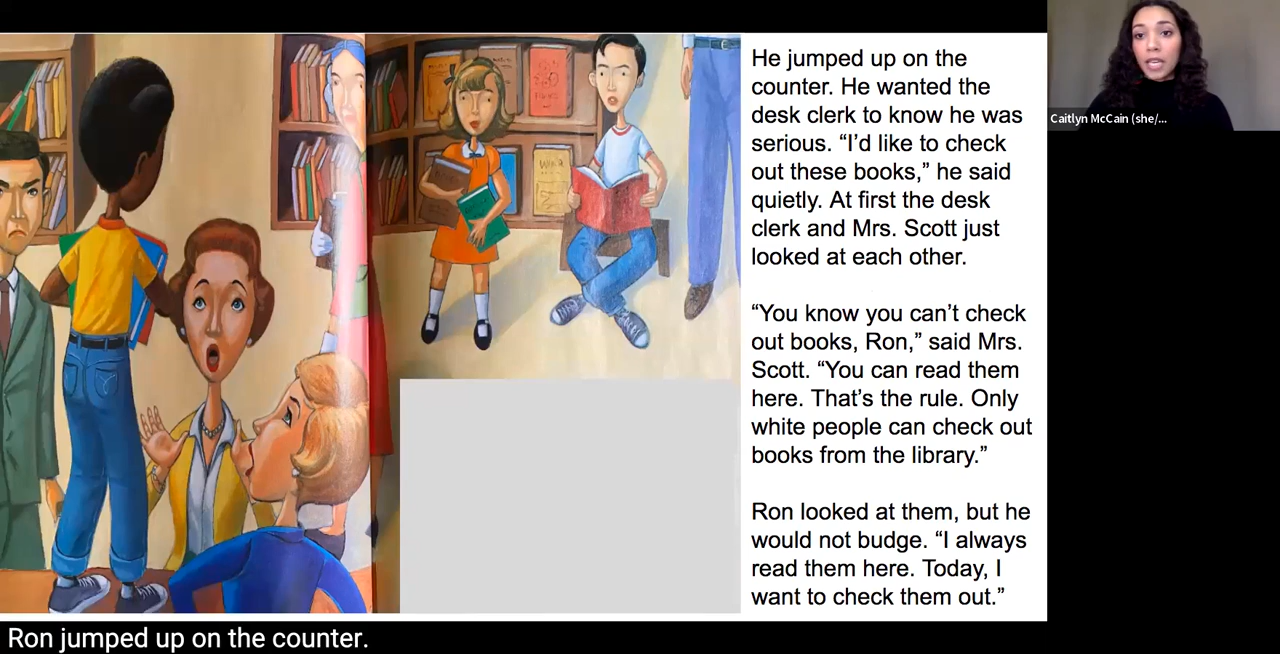 He jumped up on the
counter. He wanted the
desk clerk to know he was
serious. “I’d like to check
out these books,” he said
quietly. At first the desk
clerk and Mrs. Scott just
looked at each other.
“You know you can’t check
out books, Ron,” said Mrs.
Scott. “You can read them
here. That’s the rule. Only
white people can check out
books from the library.”
Ron looked at them, but he
would not budge. “I always
read them here. Today, I
want to check them out.”
Caitlyn McCain (she/...
Ron jumped up on the counter.